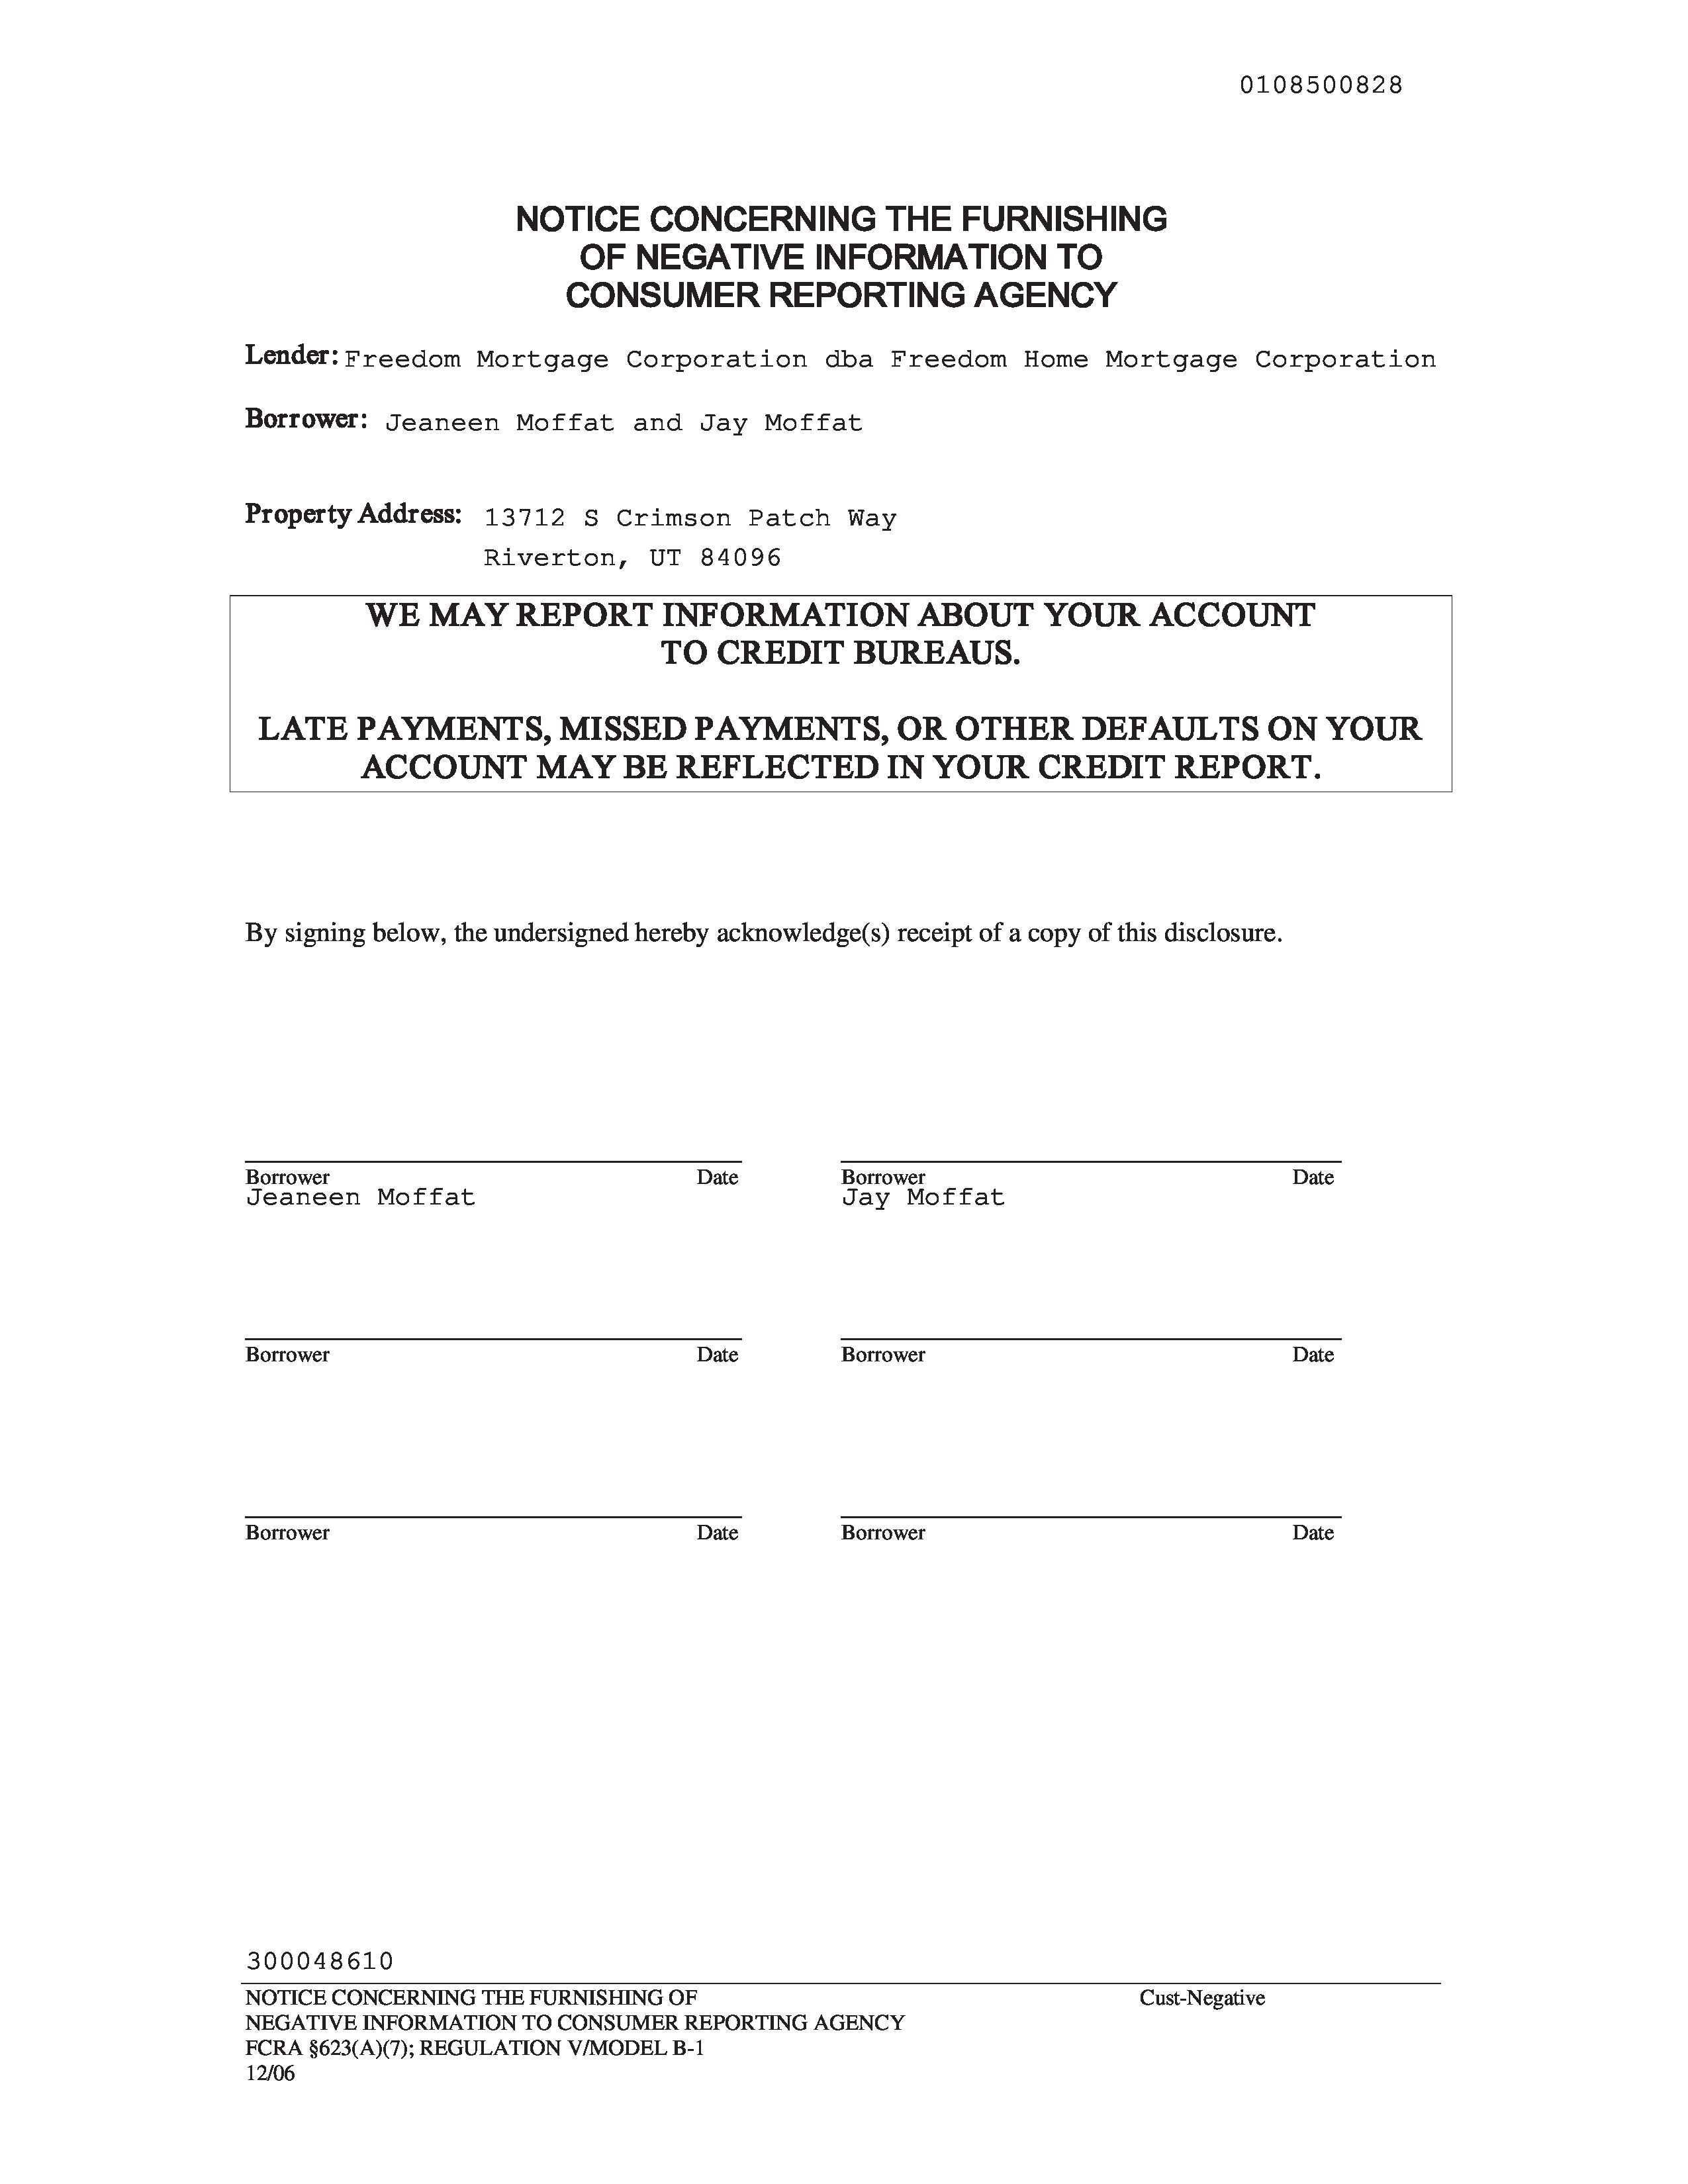 0108500828
NOTICE CONCERNING THE FURNISHING
OF NEGATIVE INFORMATION TO
CONSUMER REPORTING AGENCY
Lender: Freedom Mortgage Corporation dba Freedom Home Mortgage Corporation
Borrower: Jeaneen Moffat and Jay Moffat
Property Address: 13712 S Crimson Patch Way
Riverton, UT 84096
WE MAY REPORT INFORMATION ABOUT YOUR ACCOUNT
TO CREDIT BUREAUS.
LATE PAYMENTS, MISSED PAYMENTS, OR OTHER DEFAULTS ON YOUR
ACCOUNT MAY BE REFLECTED IN YOUR CREDIT REPORT.
By signing below, the undersigned hereby acknowledge(s) receipt of a copy of this disclosure.
Borrower Date Borrower Date
Jeaneen Moffat Jay Moffat
Borrower Date Borrower Date
Borrower Date Borrower Date
300048610
NOTICE CONCERNING THE FURNISHING OF Cust-Negative
NEGATIVE INFORMATION TO CONSUMER REPORTING AGENCY
FCRA §623(A)(7); REGULATION V/MODEL B-1
12/06